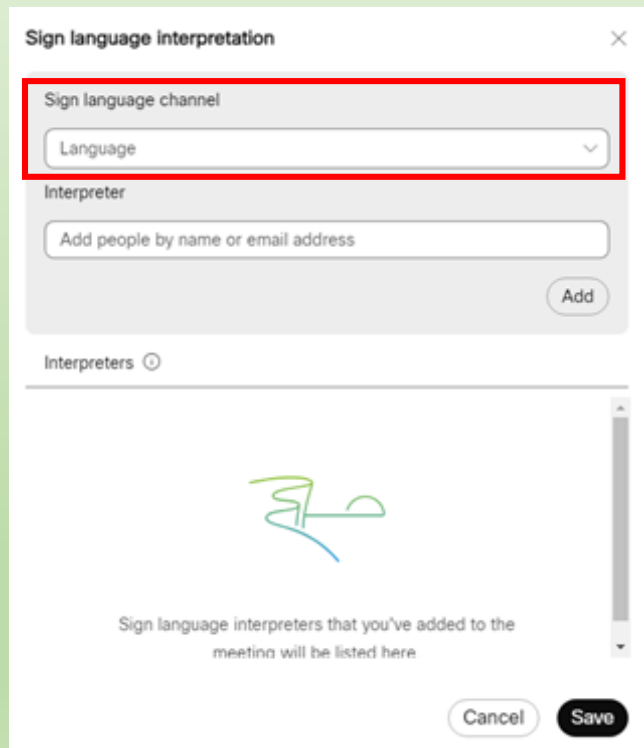 Sign language interpretation
Sign language channel
Language
Interpreter
Add people by name or email address
Add
Interpreters
Sign language interpreters that you've added to the
meeting will be listed here
Cancel
Save